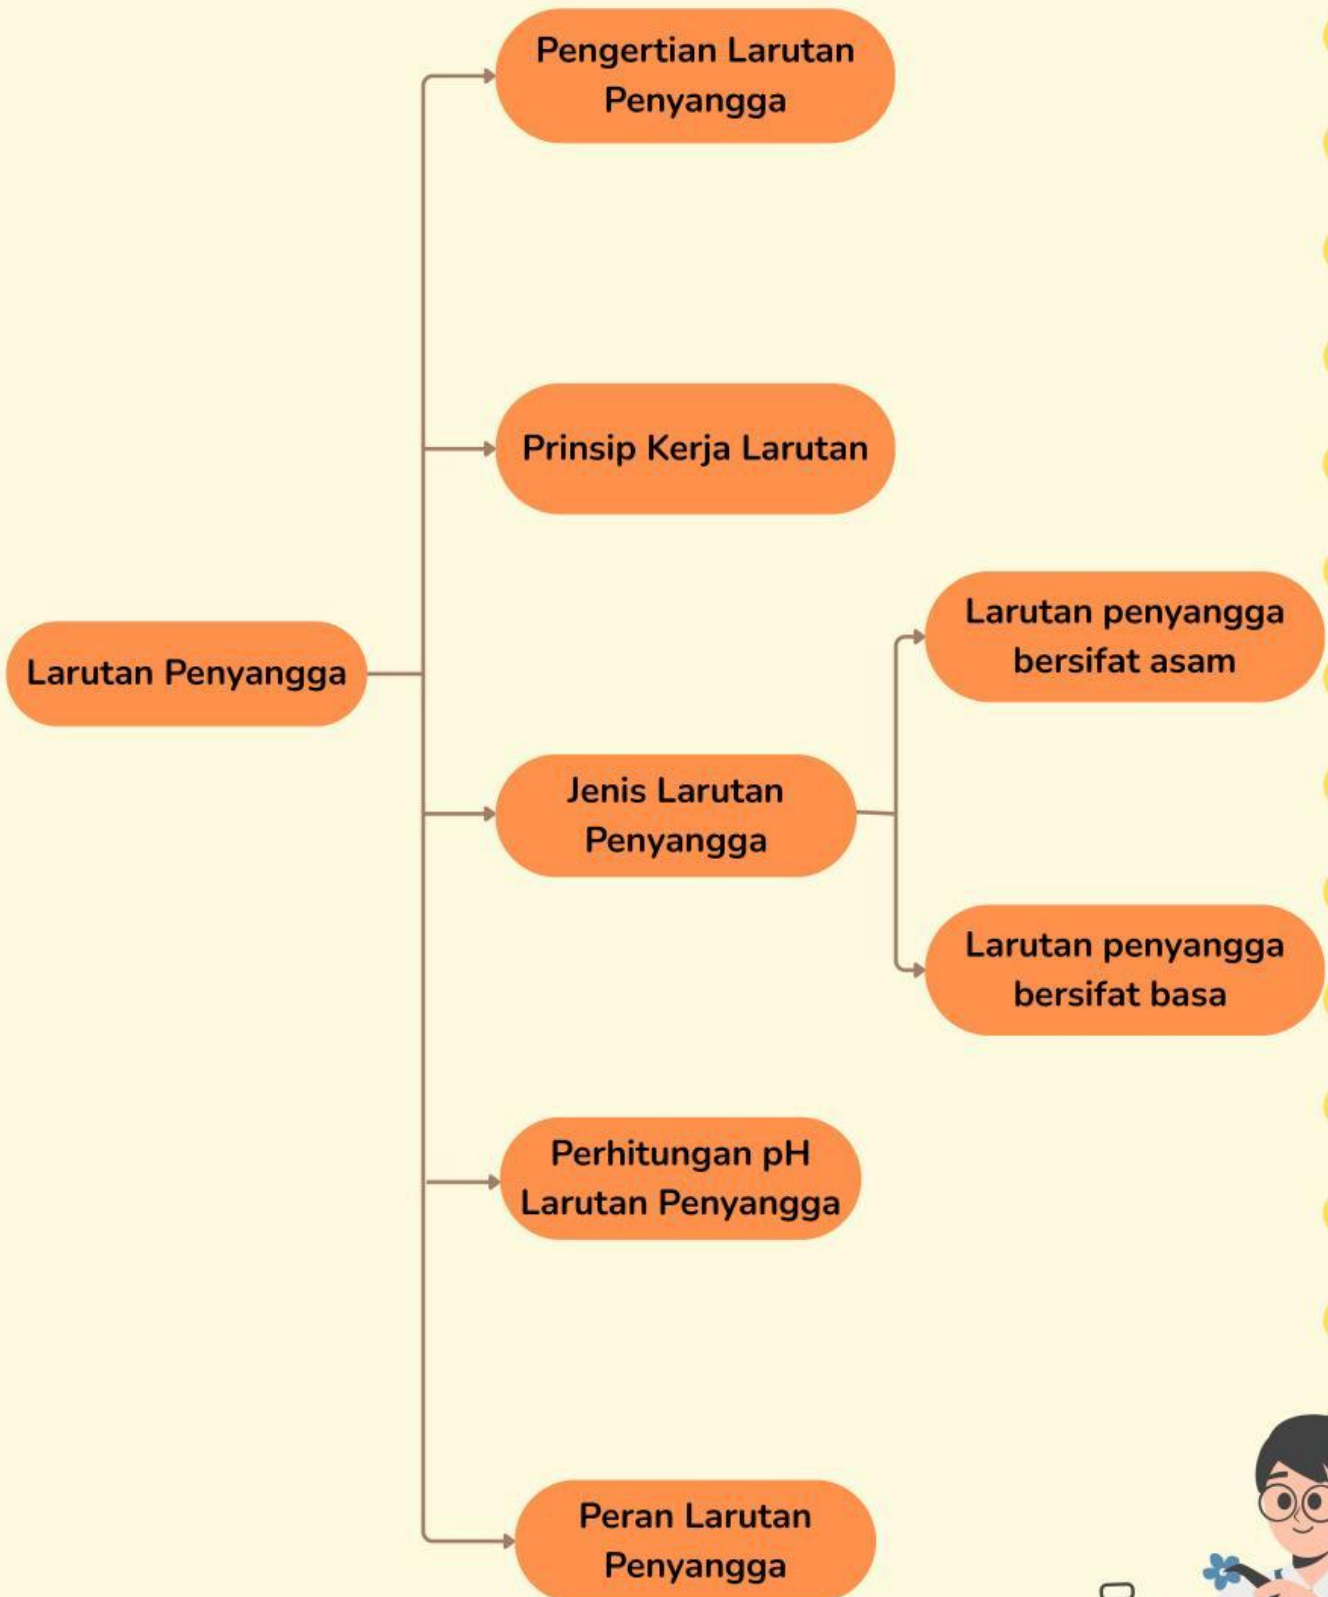 Pengertian Larutan
Penyangga
Prinsip Kerja Larutan
Larutan Penyangga
Jenis Larutan
Penyangga
Larutan penyangga
bersifat asam
Larutan penyangga
bersifat basa
Perhitungan pH
Larutan Penyangga
Peran Larutan
Penyangga